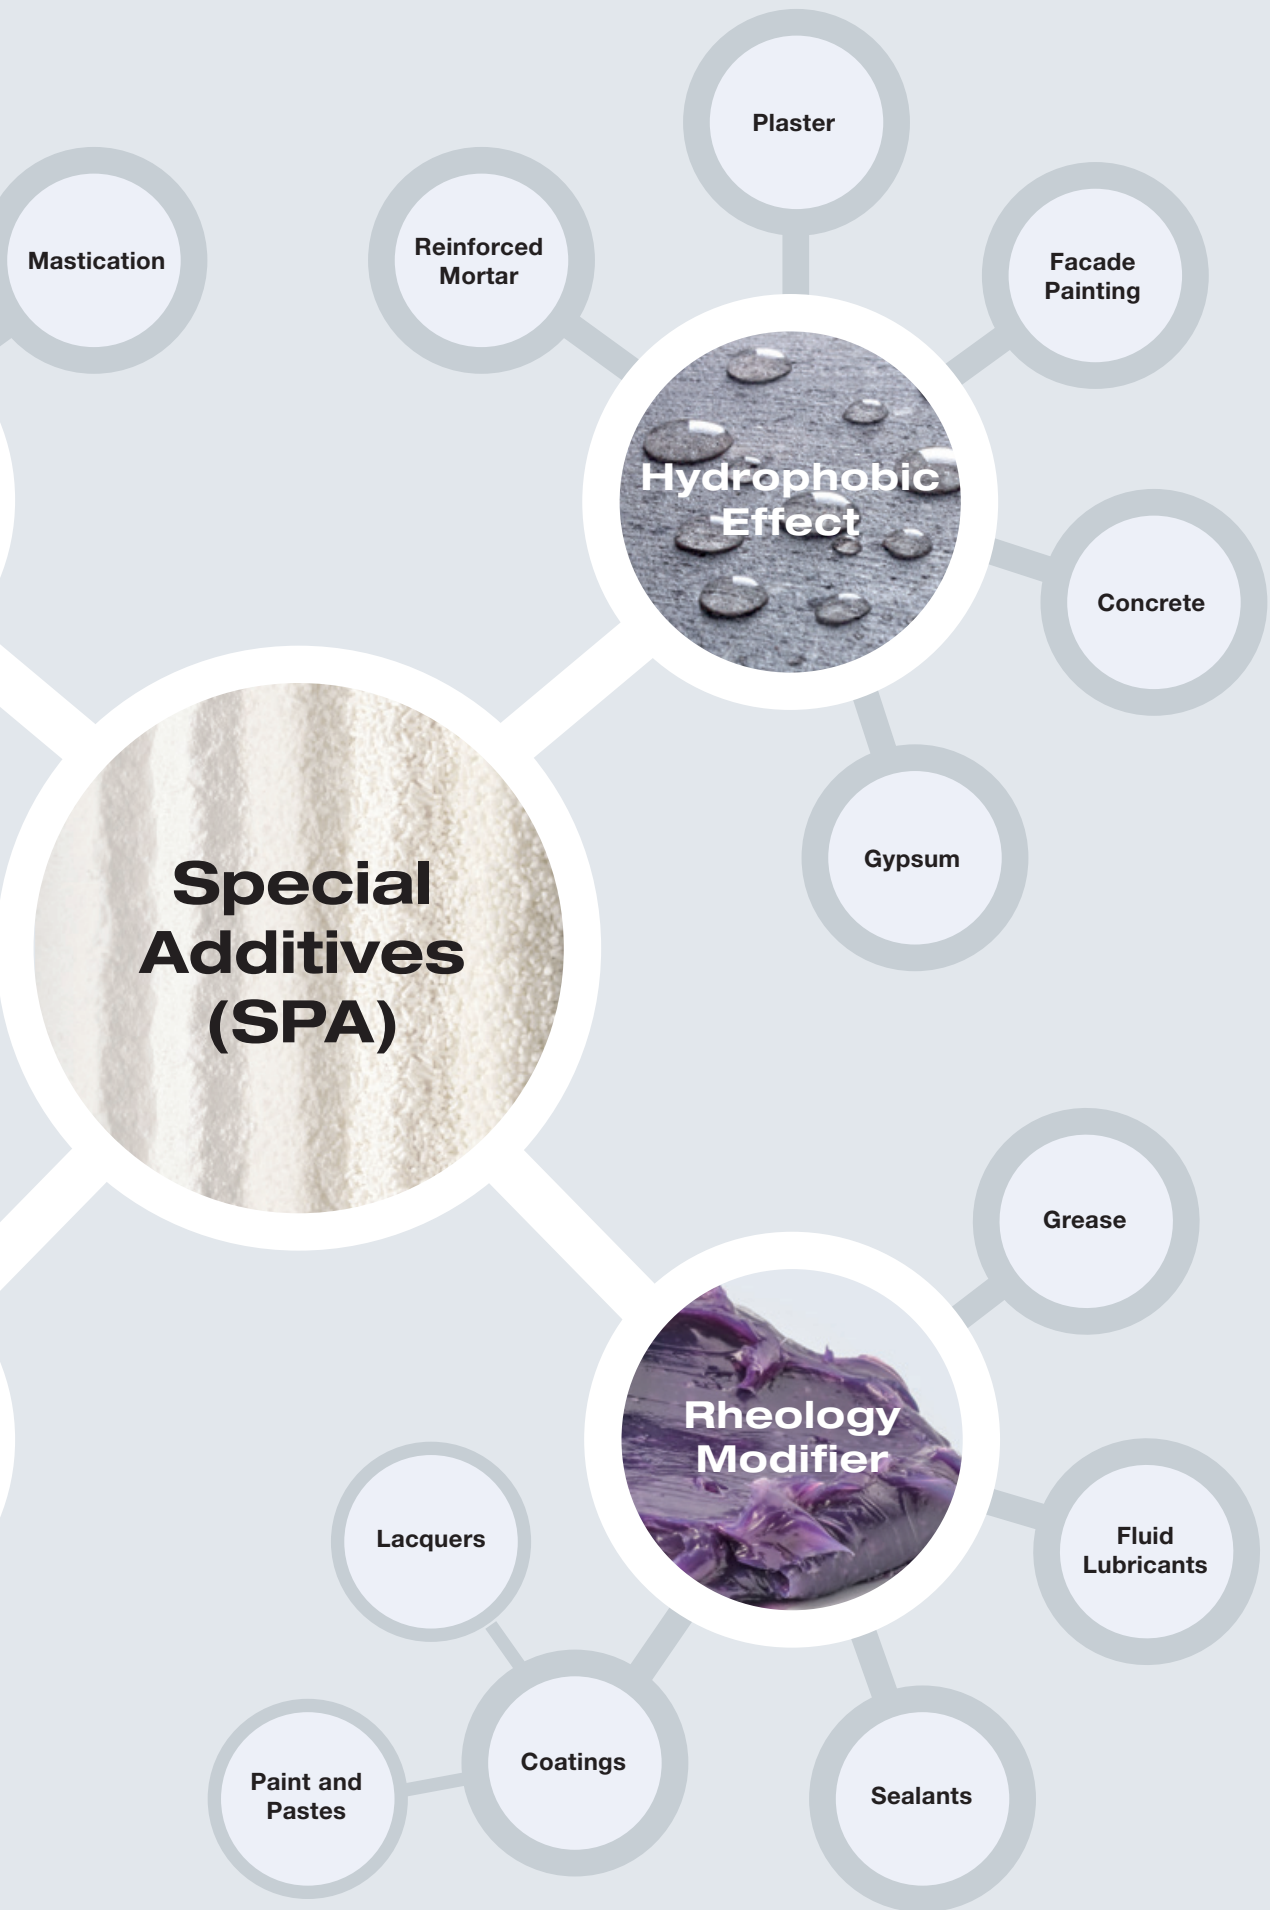 Plaster
Mastication
Reinforced
Mortar
Facade
Painting
Hydrophobic
Effect
Concrete
Gypsum
Special
Additives
(SPA)
Grease
Rheology
Modifier
Lacquers
Fluid
Lubricants
Coatings
Paint and
Pastes
Sealants